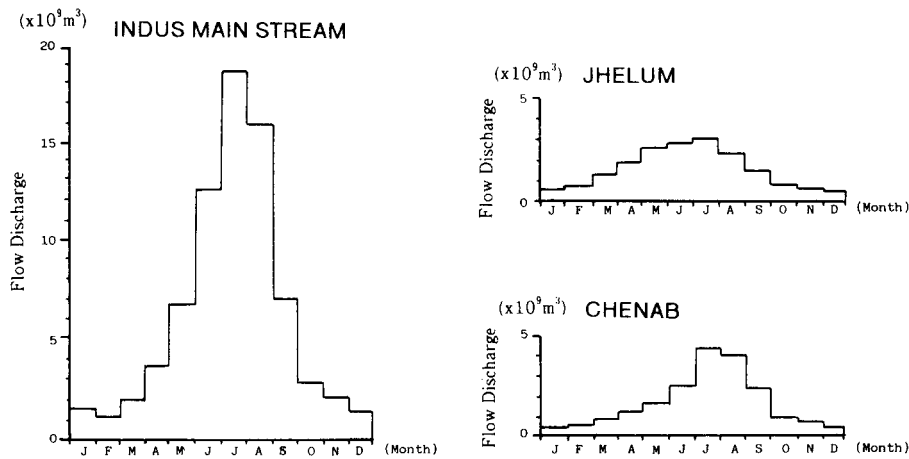 (x10⁹m³)
INDUS MAIN STREAM
20
15
10
5
0
Flow Discharge
J F M A M J J A S O N D (Month)
(x10⁹m³) JHELUM
5
0
Flow Discharge
J F M A M J J A S O N D (Month)
(x10⁹m³) CHENAB
5
0
Flow Discharge
J F M A M J J A S O N D (Month)